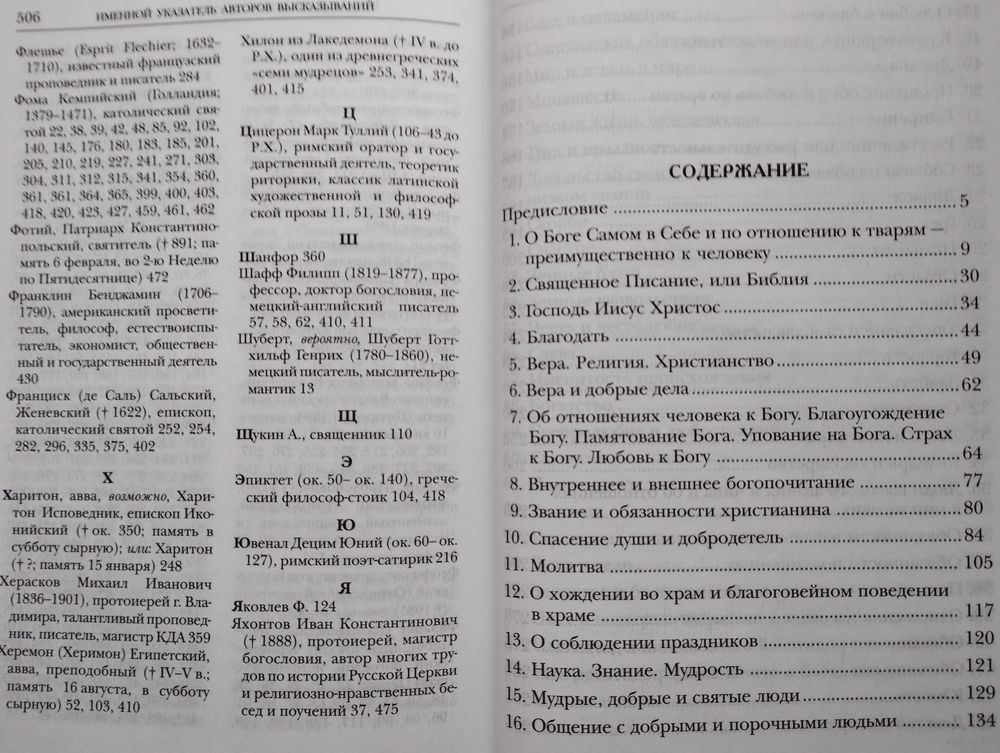 506
ИМЕННОЙ УКАЗАТЕЛЬ АВТОРОВ ВЫСКАЗЫВАНИЙ
Флешье (Esprit Flechier; 1632–
1710), известный французский
проповедник и писатель 284
Фома Кемпийский (Голландия;
1379–1471), католический свя-
той 22, 38, 39, 42, 48, 85, 92, 102,
140, 145, 176, 180, 183, 185, 201,
205, 210, 219, 227, 241, 271, 303,
304, 311, 312, 315, 341, 354, 360,
361, 361, 364, 365, 399, 400, 403,
418, 420, 423, 427, 459, 461, 462
Фотий, Патриарх Константино-
польский, святитель († 891; па-
мять 6 февраля, во 2-ю Неделю
по Пятидесятнице) 472
Франклин Бенджамин (1706–
1790), американский просвети-
тель, философ, естествоиспы-
татель, экономист, обществен-
ный и государственный деятель
430
Франциск (де Саль) Сальский,
Женевский († 1622), епископ,
католический святой 252, 254,
282, 296, 335, 375, 402
Х
Харитон, авва, возможно, Хари-
тон Исповедник, епископ Ико-
нийский († ок. 350; память в
субботу сырную); или: Харитон
(† ?; память 15 января) 248
Херасков Михаил Иванович
(1836–1901), протоиерей г. Вла-
димира, талантливый проповед-
ник, писатель, магистр КДА 359
Херемон (Херимон) Египетский,
авва, преподобный († IV–V в.;
память 16 августа, в субботу
сырную) 52, 103, 410
Хилон из Лакедемона († IV в. до
Р.Х.), один из древнегреческих
«семи мудрецов» 253, 341, 374,
401, 415
Ц
Цицерон Марк Туллий (106–43 до
Р.Х.), римский оратор и госу-
дарственный деятель, теоретик
риторики, классик латинской
художественной и философ-
ской прозы 11, 51, 130, 419
Ш
Шанфор 360
Шафф Филипп (1819–1877), про-
фессор, доктор богословия, не-
мецкий-английский писатель
57, 58, 62, 410, 411
Шуберт, вероятно, Шуберт Готт-
хильф Генрих (1780–1860), не-
мецкий писатель, мыслитель-ро-
мантик 13
Щ
Щукин А., священник 110
Э
Эпиктет (ок. 50– ок. 140), грече-
ский философ-стоик 104, 418
Ю
Ювенал Децим Юний (ок. 60– ок.
127), римский поэт-сатирик 216
Я
Яковлев Ф. 124
Яхонтов Иван Константинович
(† 1888), протоиерей, магистр
богословия, автор многих тру-
дов по истории Русской Церкви
и религиозно-нравственных бе-
сед и поучений 37, 475
СОДЕРЖАНИЕ
Предисловие ........ 5
1. О Боге Самом в Себе и по отношению к тварям –
преимущественно к человеку ........ 9
2. Священное Писание, или Библия ........ 30
3. Господь Иисус Христос ........ 34
4. Благодать ........ 44
5. Вера. Религия. Христианство ........ 49
6. Вера и добрые дела ........ 62
7. Об отношениях человека к Богу. Благоугождение
Богу. Памятование Бога. Упование на Бога. Страх
к Богу. Любовь к Богу ........ 64
8. Внутреннее и внешнее богопочитание ........ 77
9. Звание и обязанности христианина ........ 80
10. Спасение души и добродетель ........ 84
11. Молитва ........ 105
12. О хождении во храм и благоговейном поведении
в храме ........ 117
13. О соблюдении праздников ........ 120
14. Наука. Знание. Мудрость ........ 121
15. Мудрые, добрые и святые люди ........ 129
16. Общение с добрыми и порочными людьми ........ 134